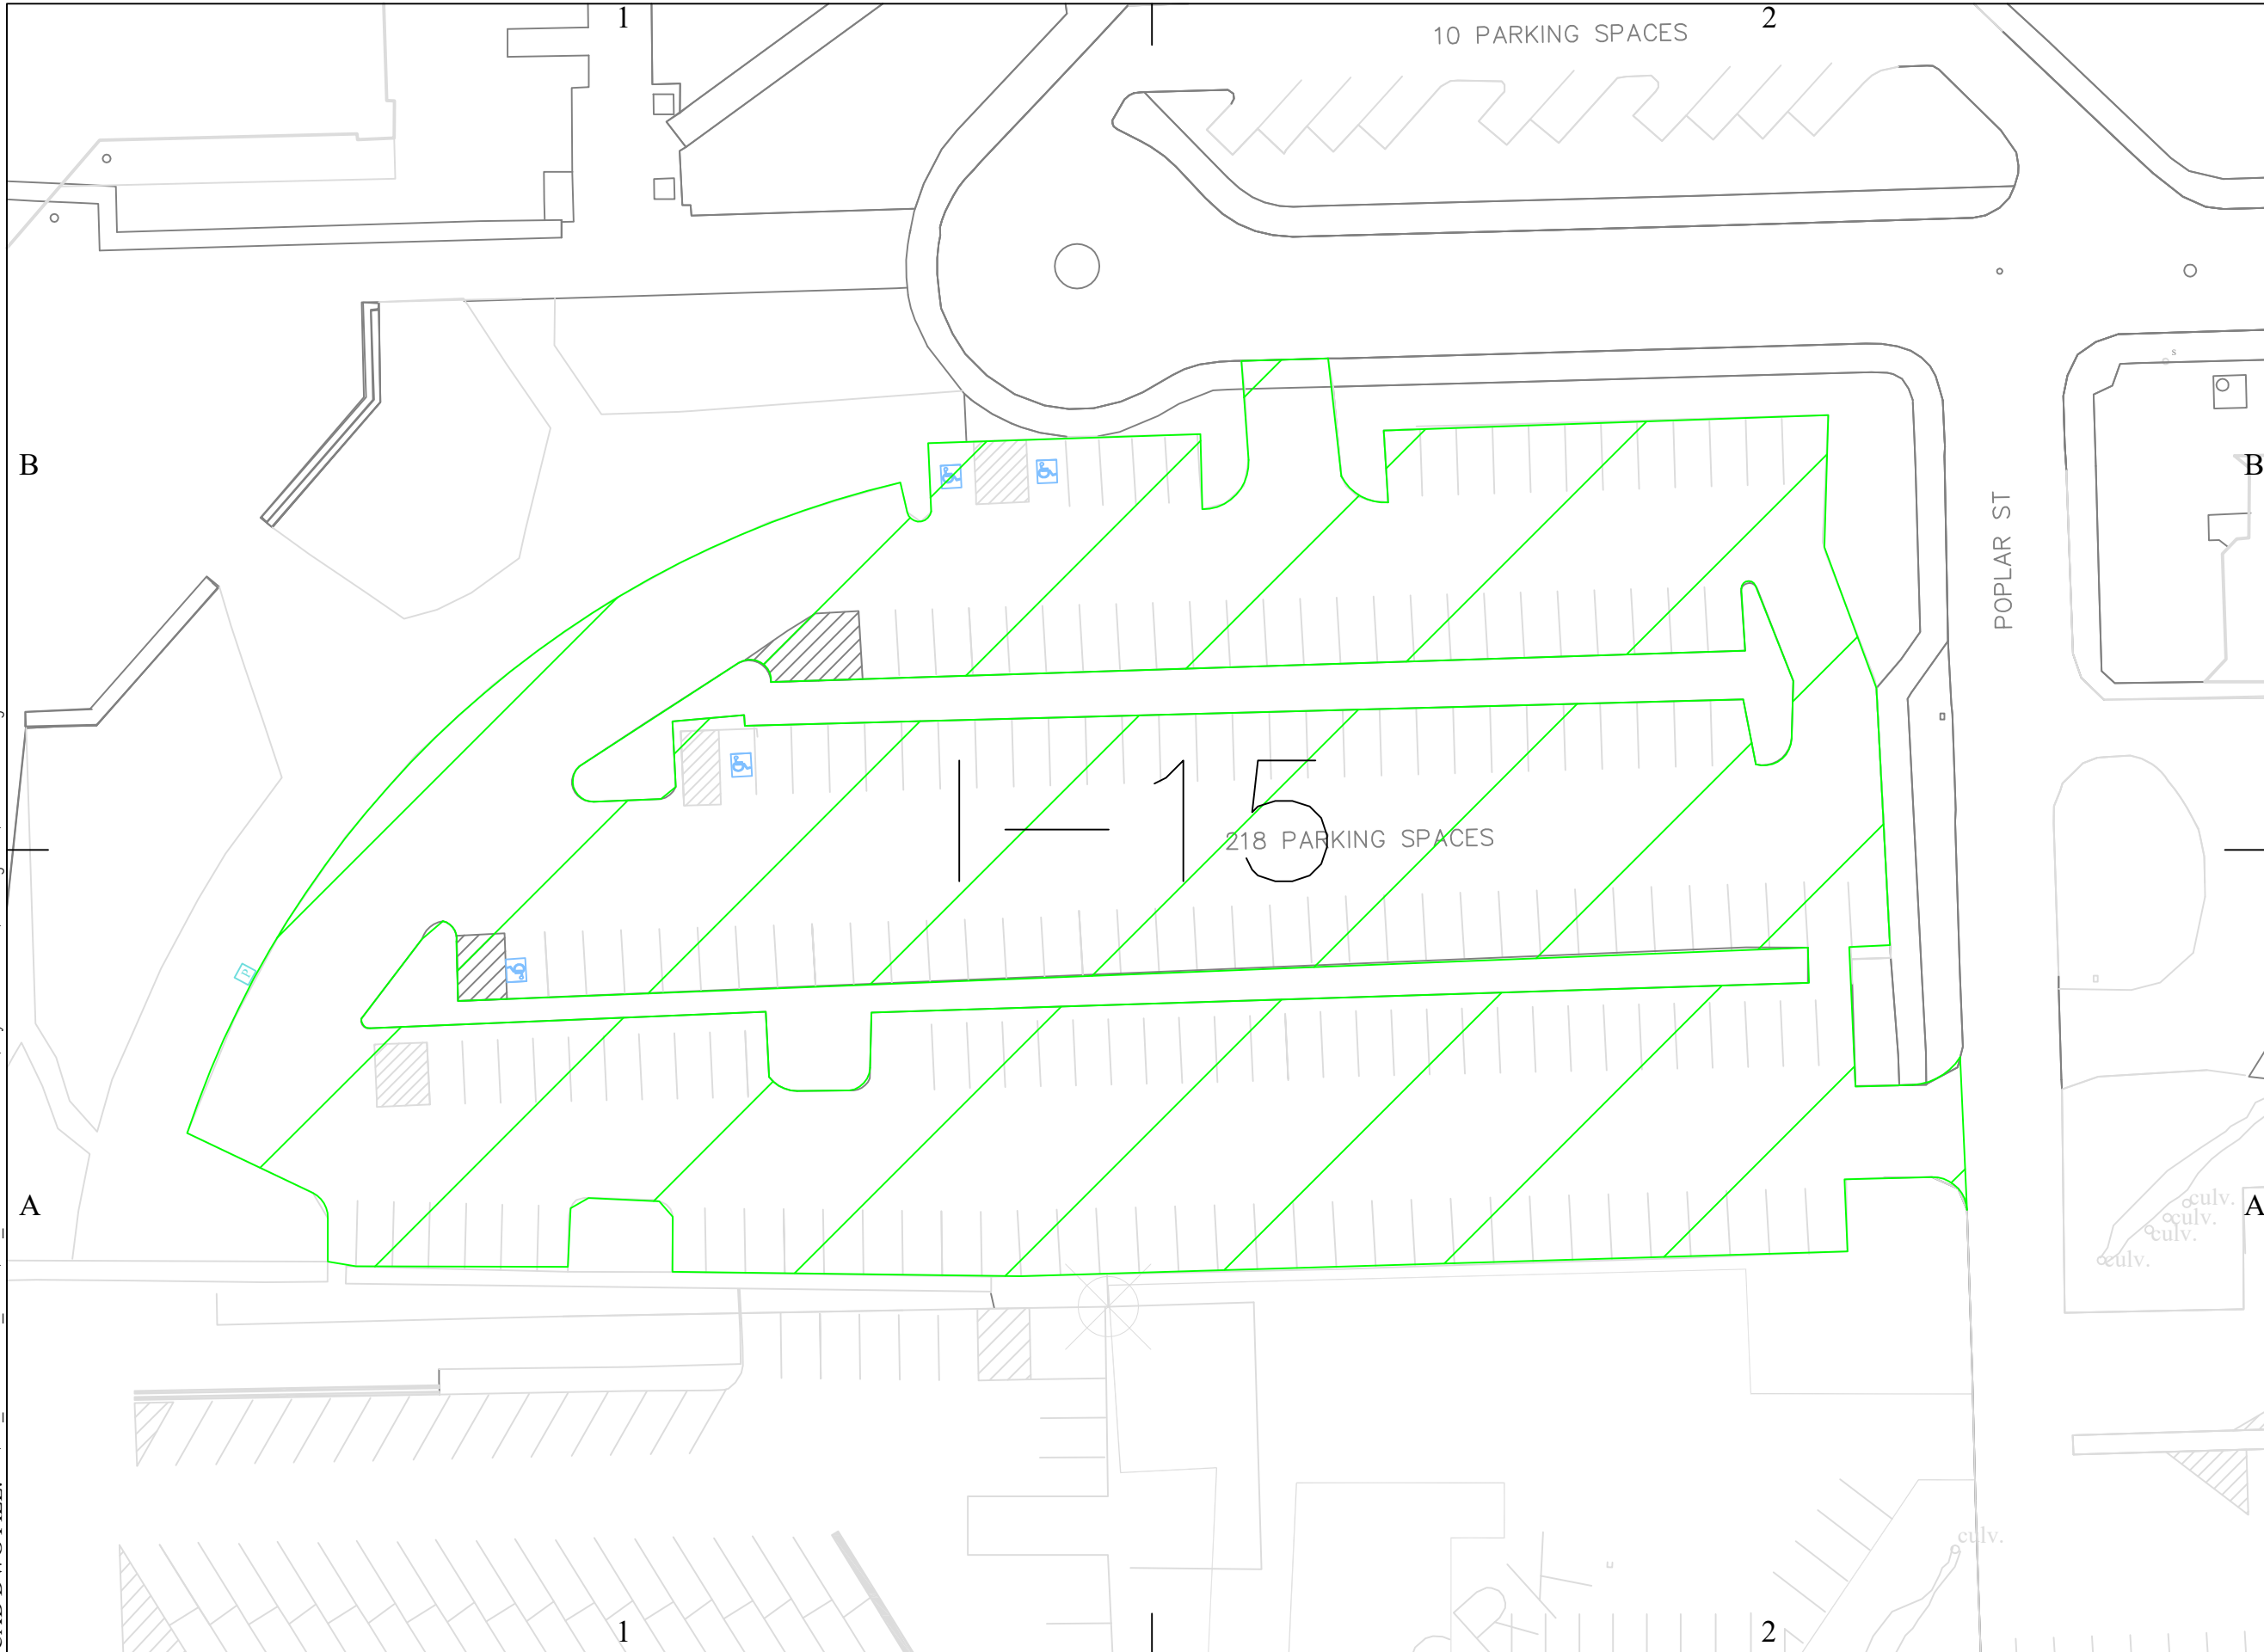 1
2
10 PARKING SPACES
s
B
B
POPLAR ST
I-15
218 PARKING SPACES
P
A
A
culv.
culv.
culv.
culv.
culv.
1
2